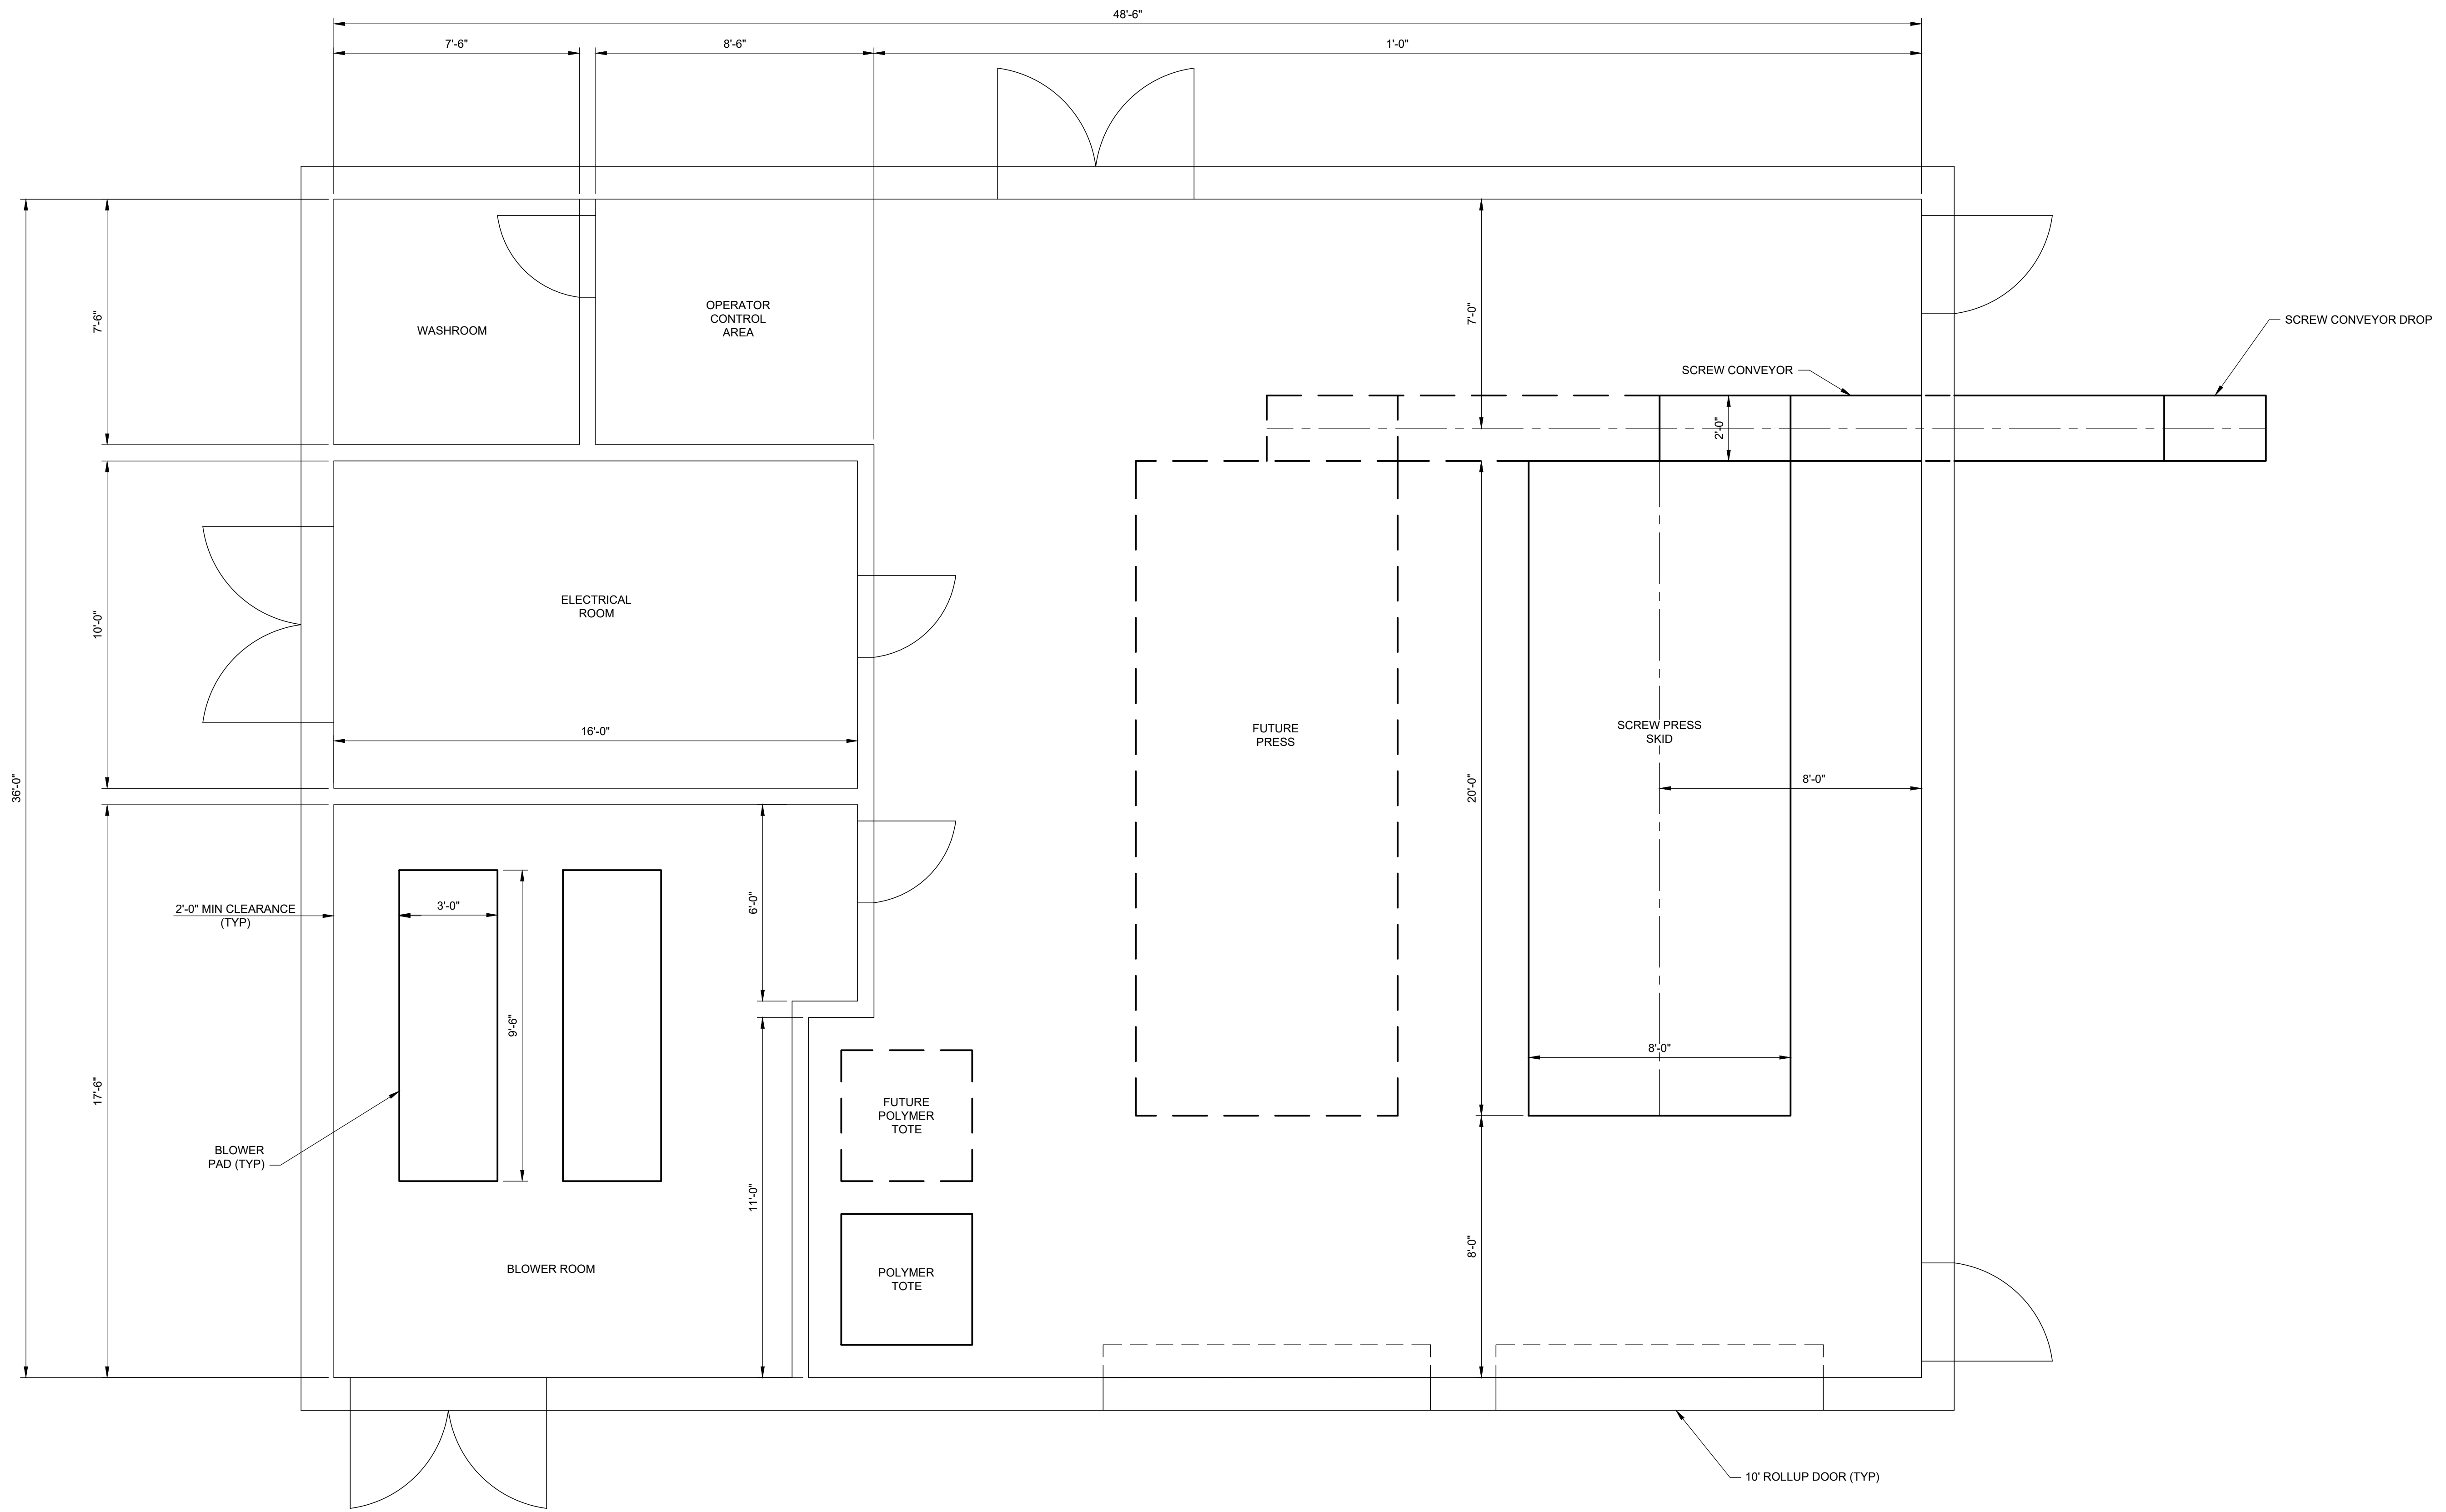 48'-6"
7'-6"
8'-6"
1'-0"
7'-6"
WASHROOM
OPERATOR
CONTROL
AREA
7'-0"
SCREW CONVEYOR DROP
SCREW CONVEYOR
2'-0"
10'-0"
ELECTRICAL
ROOM
16'-0"
36'-0"
FUTURE
PRESS
SCREW PRESS
SKID
20'-0"
8'-0"
2'-0" MIN CLEARANCE
(TYP)
3'-0"
6'-0"
9'-6"
17'-6"
8'-0"
FUTURE
POLYMER
TOTE
BLOWER
PAD (TYP)
11'-0"
8'-0"
BLOWER ROOM
POLYMER
TOTE
10' ROLLUP DOOR (TYP)